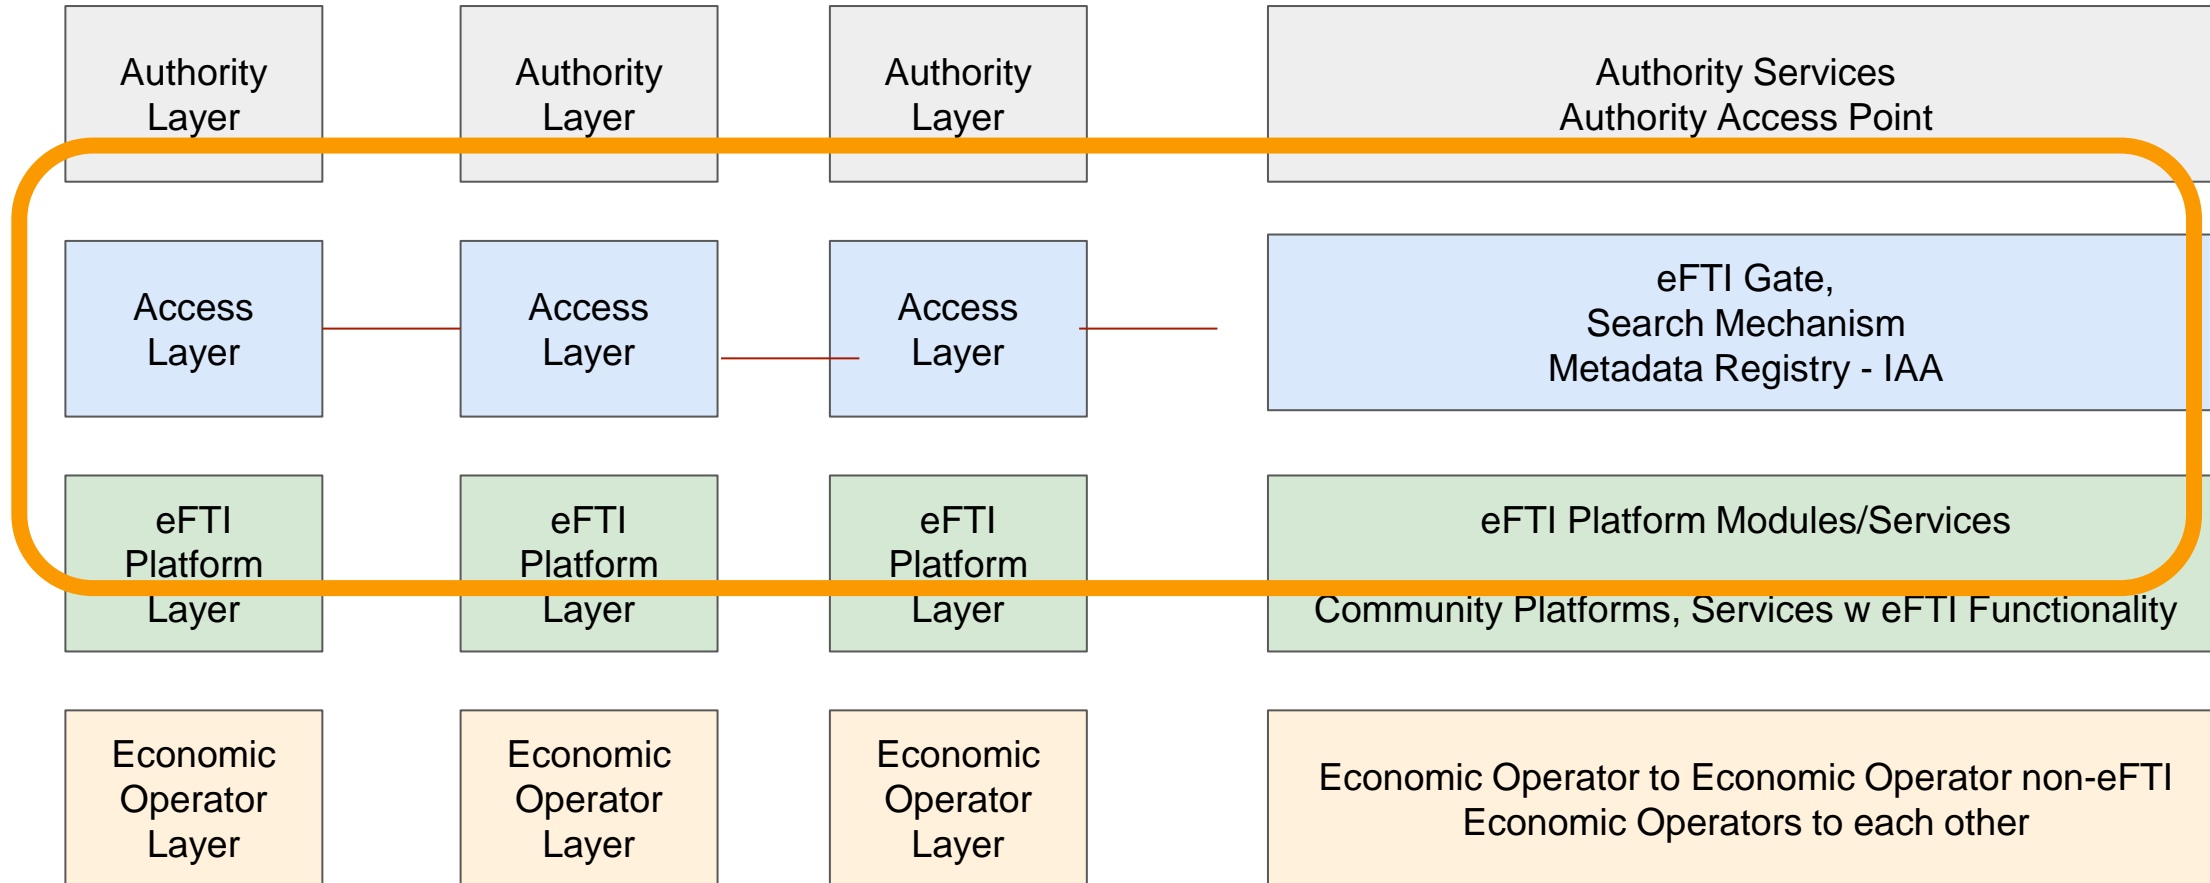 Authority
Layer
Authority
Layer
Authority
Layer
Authority Services
Authority Access Point
Access
Layer
Access
Layer
Access
Layer
eFTI Gate,
Search Mechanism
Metadata Registry - IAA
eFTI
Platform
Layer
eFTI
Platform
Layer
eFTI
Platform
Layer
eFTI Platform Modules/Services
Community Platforms, Services w eFTI Functionality
Economic
Operator
Layer
Economic
Operator
Layer
Economic
Operator
Layer
Economic Operator to Economic Operator non-eFTI
Economic Operators to each other